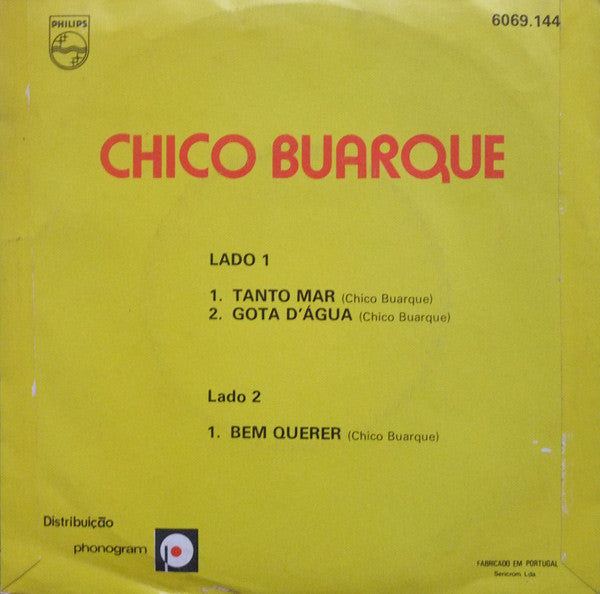 PHILIPS
6069.144
CHICO BUARQUE
LADO 1
1. TANTO MAR (Chico Buarque)
2. GOTA D'ÁGUA (Chico Buarque)
Lado 2
1. BEM QUERER (Chico Buarque)
Distribuição
phonogram
FABRICADO EM PORTUGAL
Sericrom, Lda